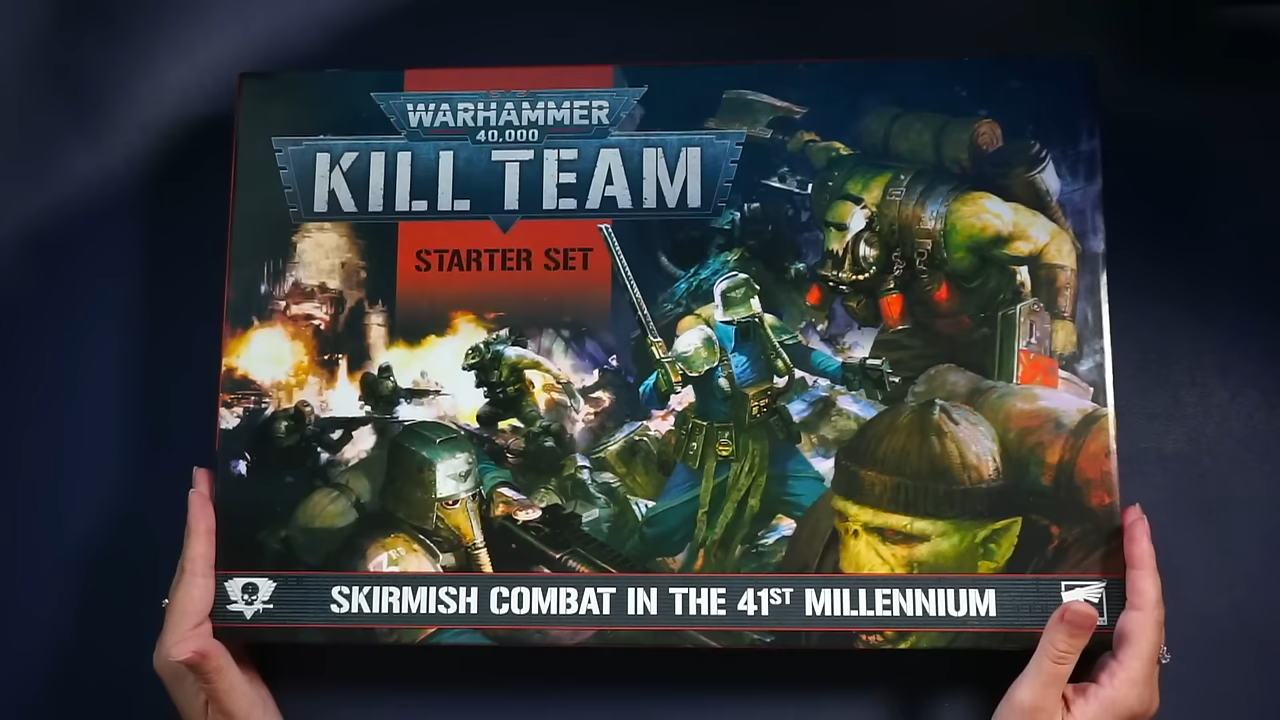 WARHAMMER
40,000
KILL TEAM
STARTER SET
SKIRMISH COMBAT IN THE 41ST MILLENNIUM